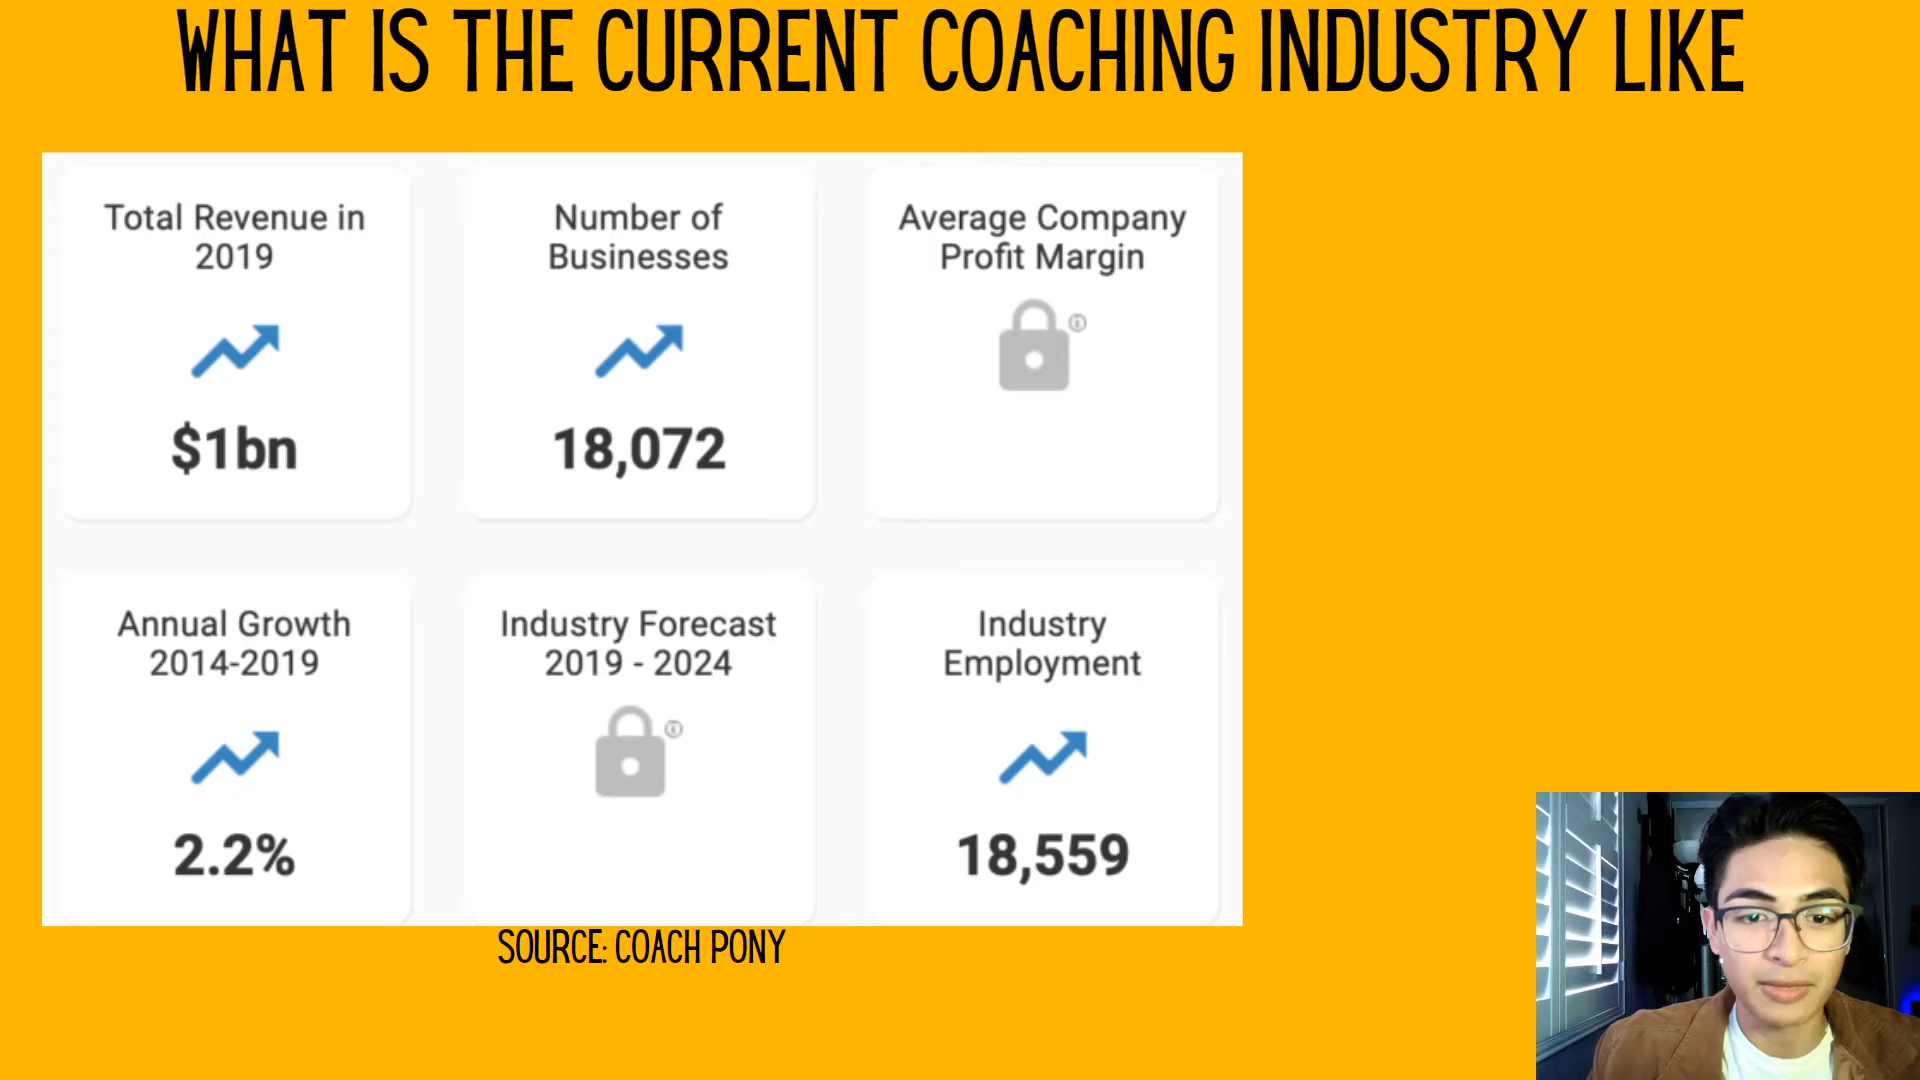 WHAT IS THE CURRENT COACHING INDUSTRY LIKE
Total Revenue in
2019
$1bn
Number of
Businesses
18,072
Average Company
Profit Margin
Annual Growth
2014-2019
2.2%
Industry Forecast
2019 - 2024
Industry
Employment
18,559
SOURCE: COACH PONY